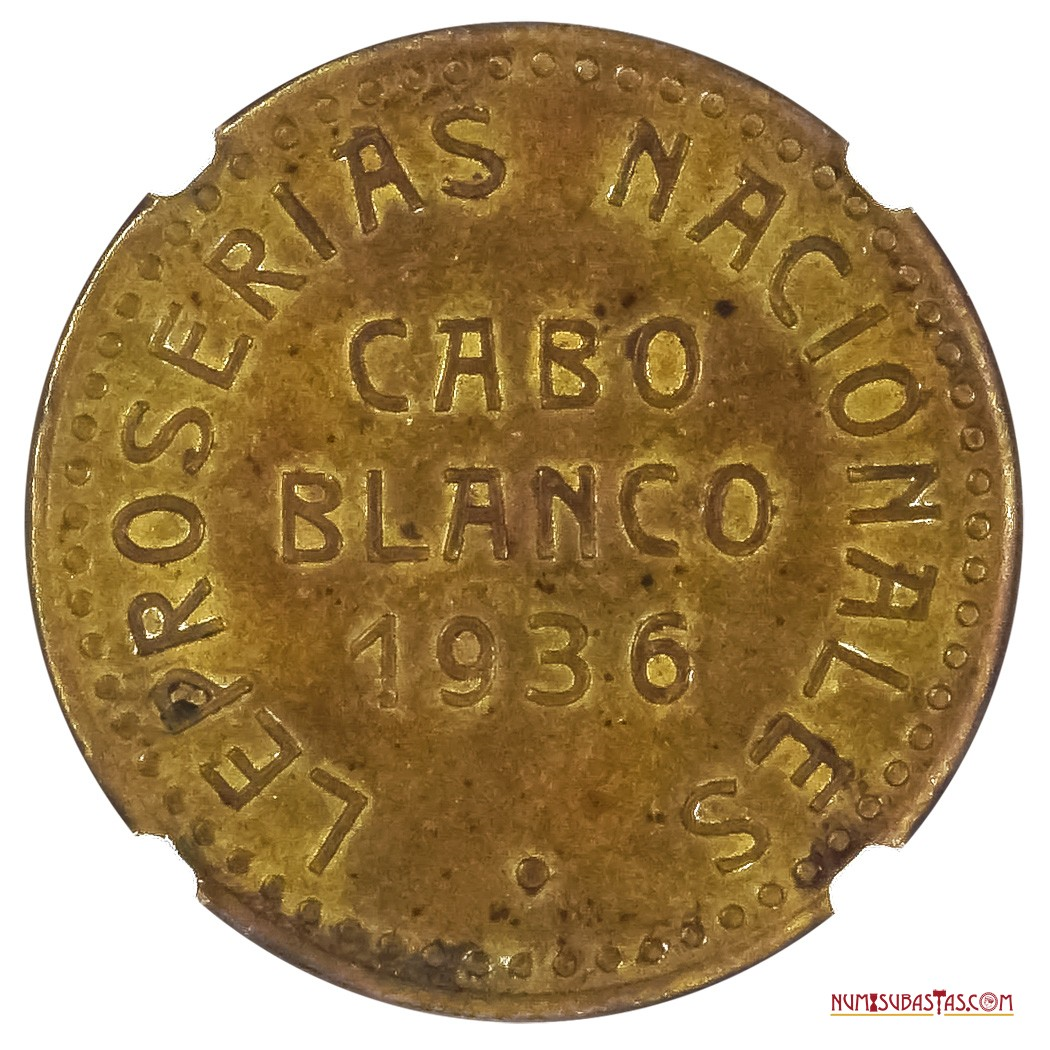 LEPROSERIAS NACIONALES
CABO
BLANCO
1936
NUMISUBASTAS.COM